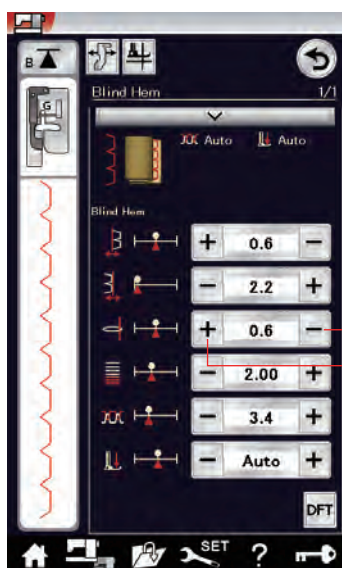 B
G
Blind Hem 1/1
Auto Auto
Blind Hem
+ 0.6 −
− 2.2 +
+ 0.6 −
− 2.00 +
− 3.4 +
− Auto +
DFT
SET ?